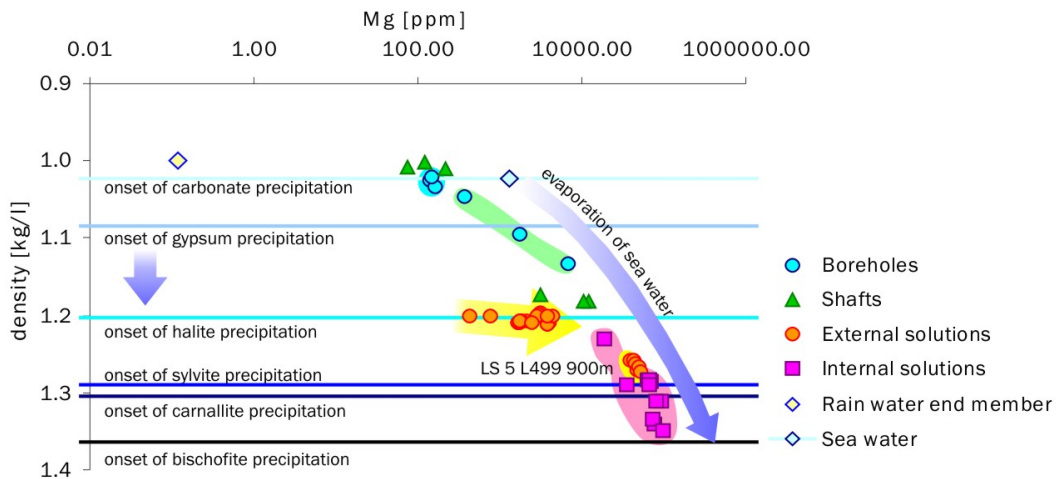 Mg [ppm]
0.01 1.00 100.00 10000.00 1000000.00
0.9
1.0
1.1
1.2
1.3
1.4
density [kg/l]
onset of carbonate precipitation
onset of gypsum precipitation
onset of halite precipitation
onset of sylvite precipitation
onset of carnallite precipitation
onset of bischofite precipitation
evaporation of sea water
LS 5 L499 900m
Boreholes
Shafts
External solutions
Internal solutions
Rain water end member
Sea water